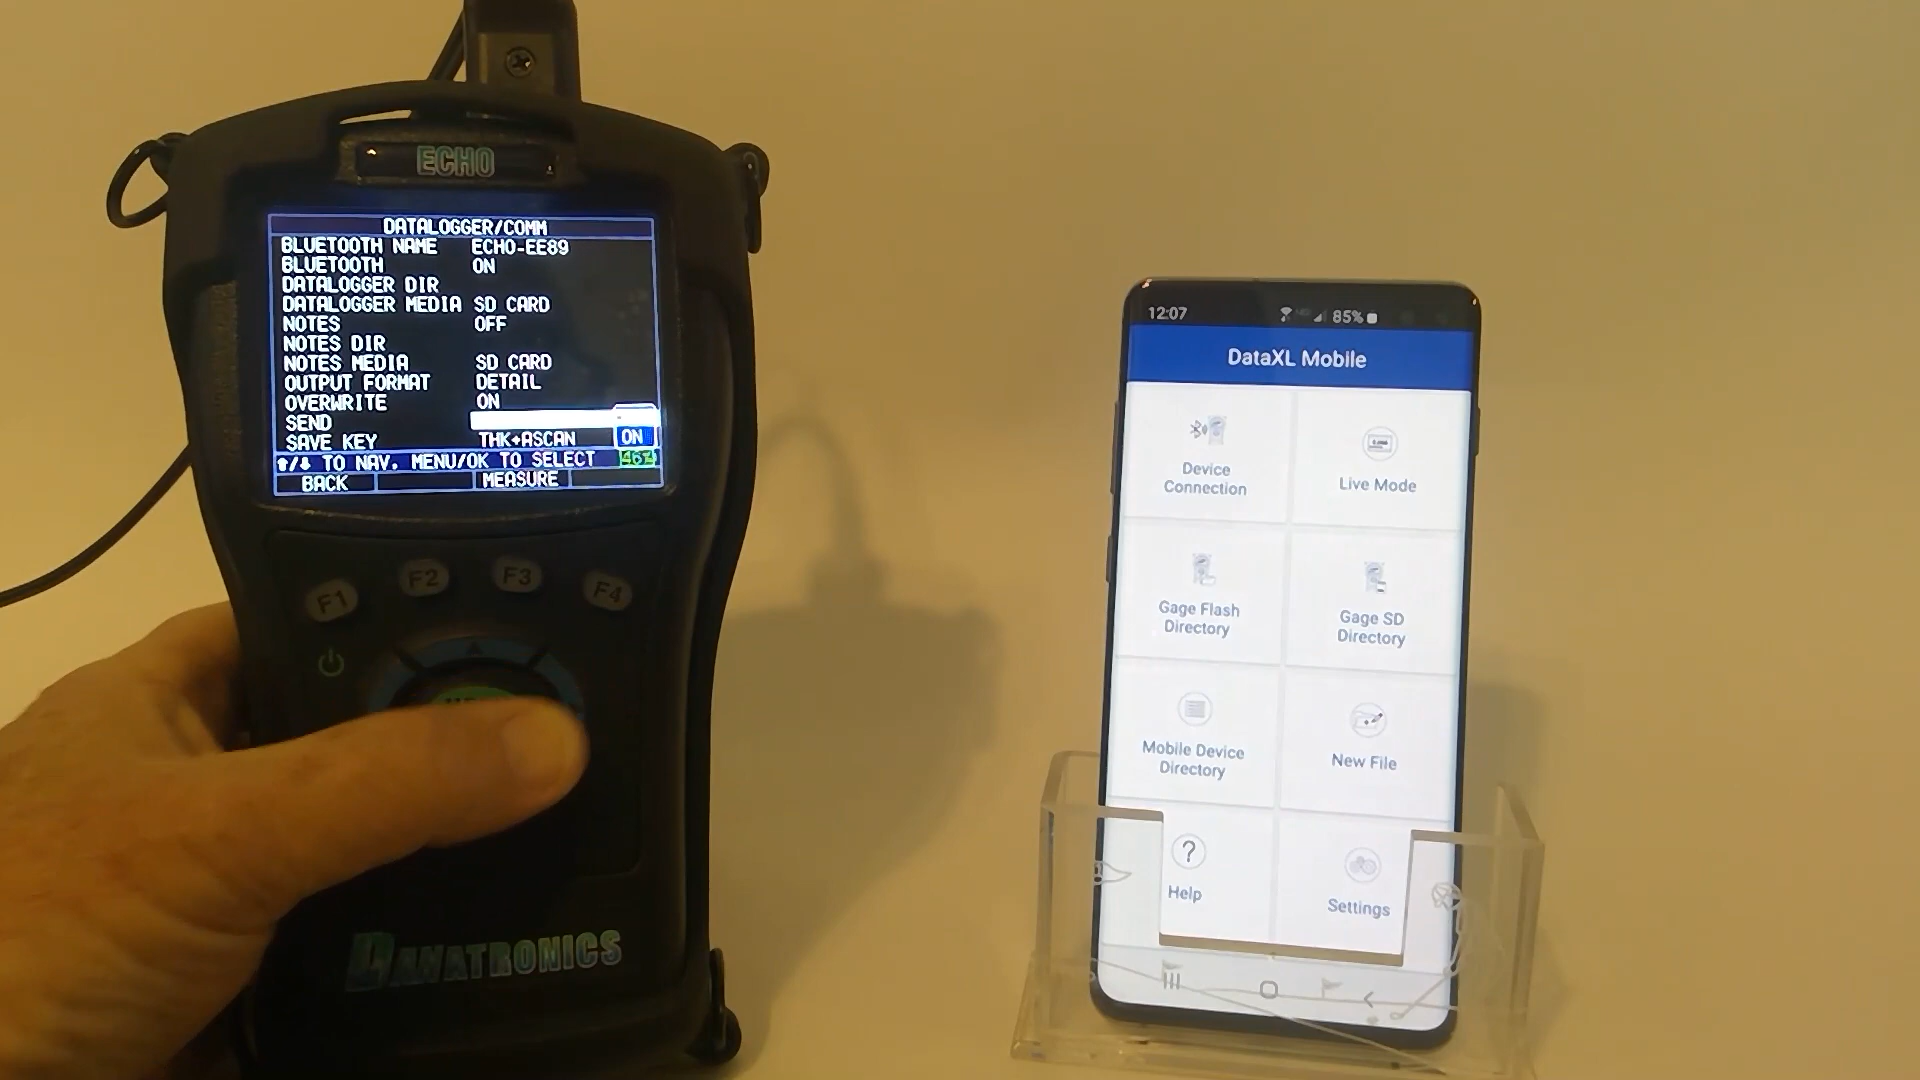 ECHO
DATALOGGER/COMM
BLUETOOTH NAME ECHO-EE89
BLUETOOTH ON
DATALOGGER DIR
DATALOGGER MEDIA SD CARD
NOTES OFF
NOTES DIR
NOTES MEDIA SD CARD
OUTPUT FORMAT DETAIL
OVERWRITE ON
SEND
SAVE KEY THK+ASCAN ON
⬆/⬇ TO NAV. MENU/OK TO SELECT 46%
BACK MEASURE
F1 F2 F3 F4
DANATRONICS
12:07 85%
DataXL Mobile
Device
Connection
Live Mode
Gage Flash
Directory
Gage SD
Directory
Mobile Device
Directory
New File
?
Help
Settings